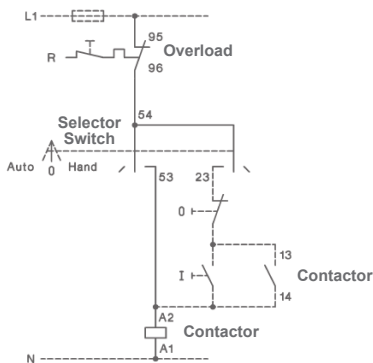 L1
95
Overload
R
96
54
Selector
Switch
Auto 0 Hand
53
23
0
13
I
Contactor
14
A2
Contactor
A1
N